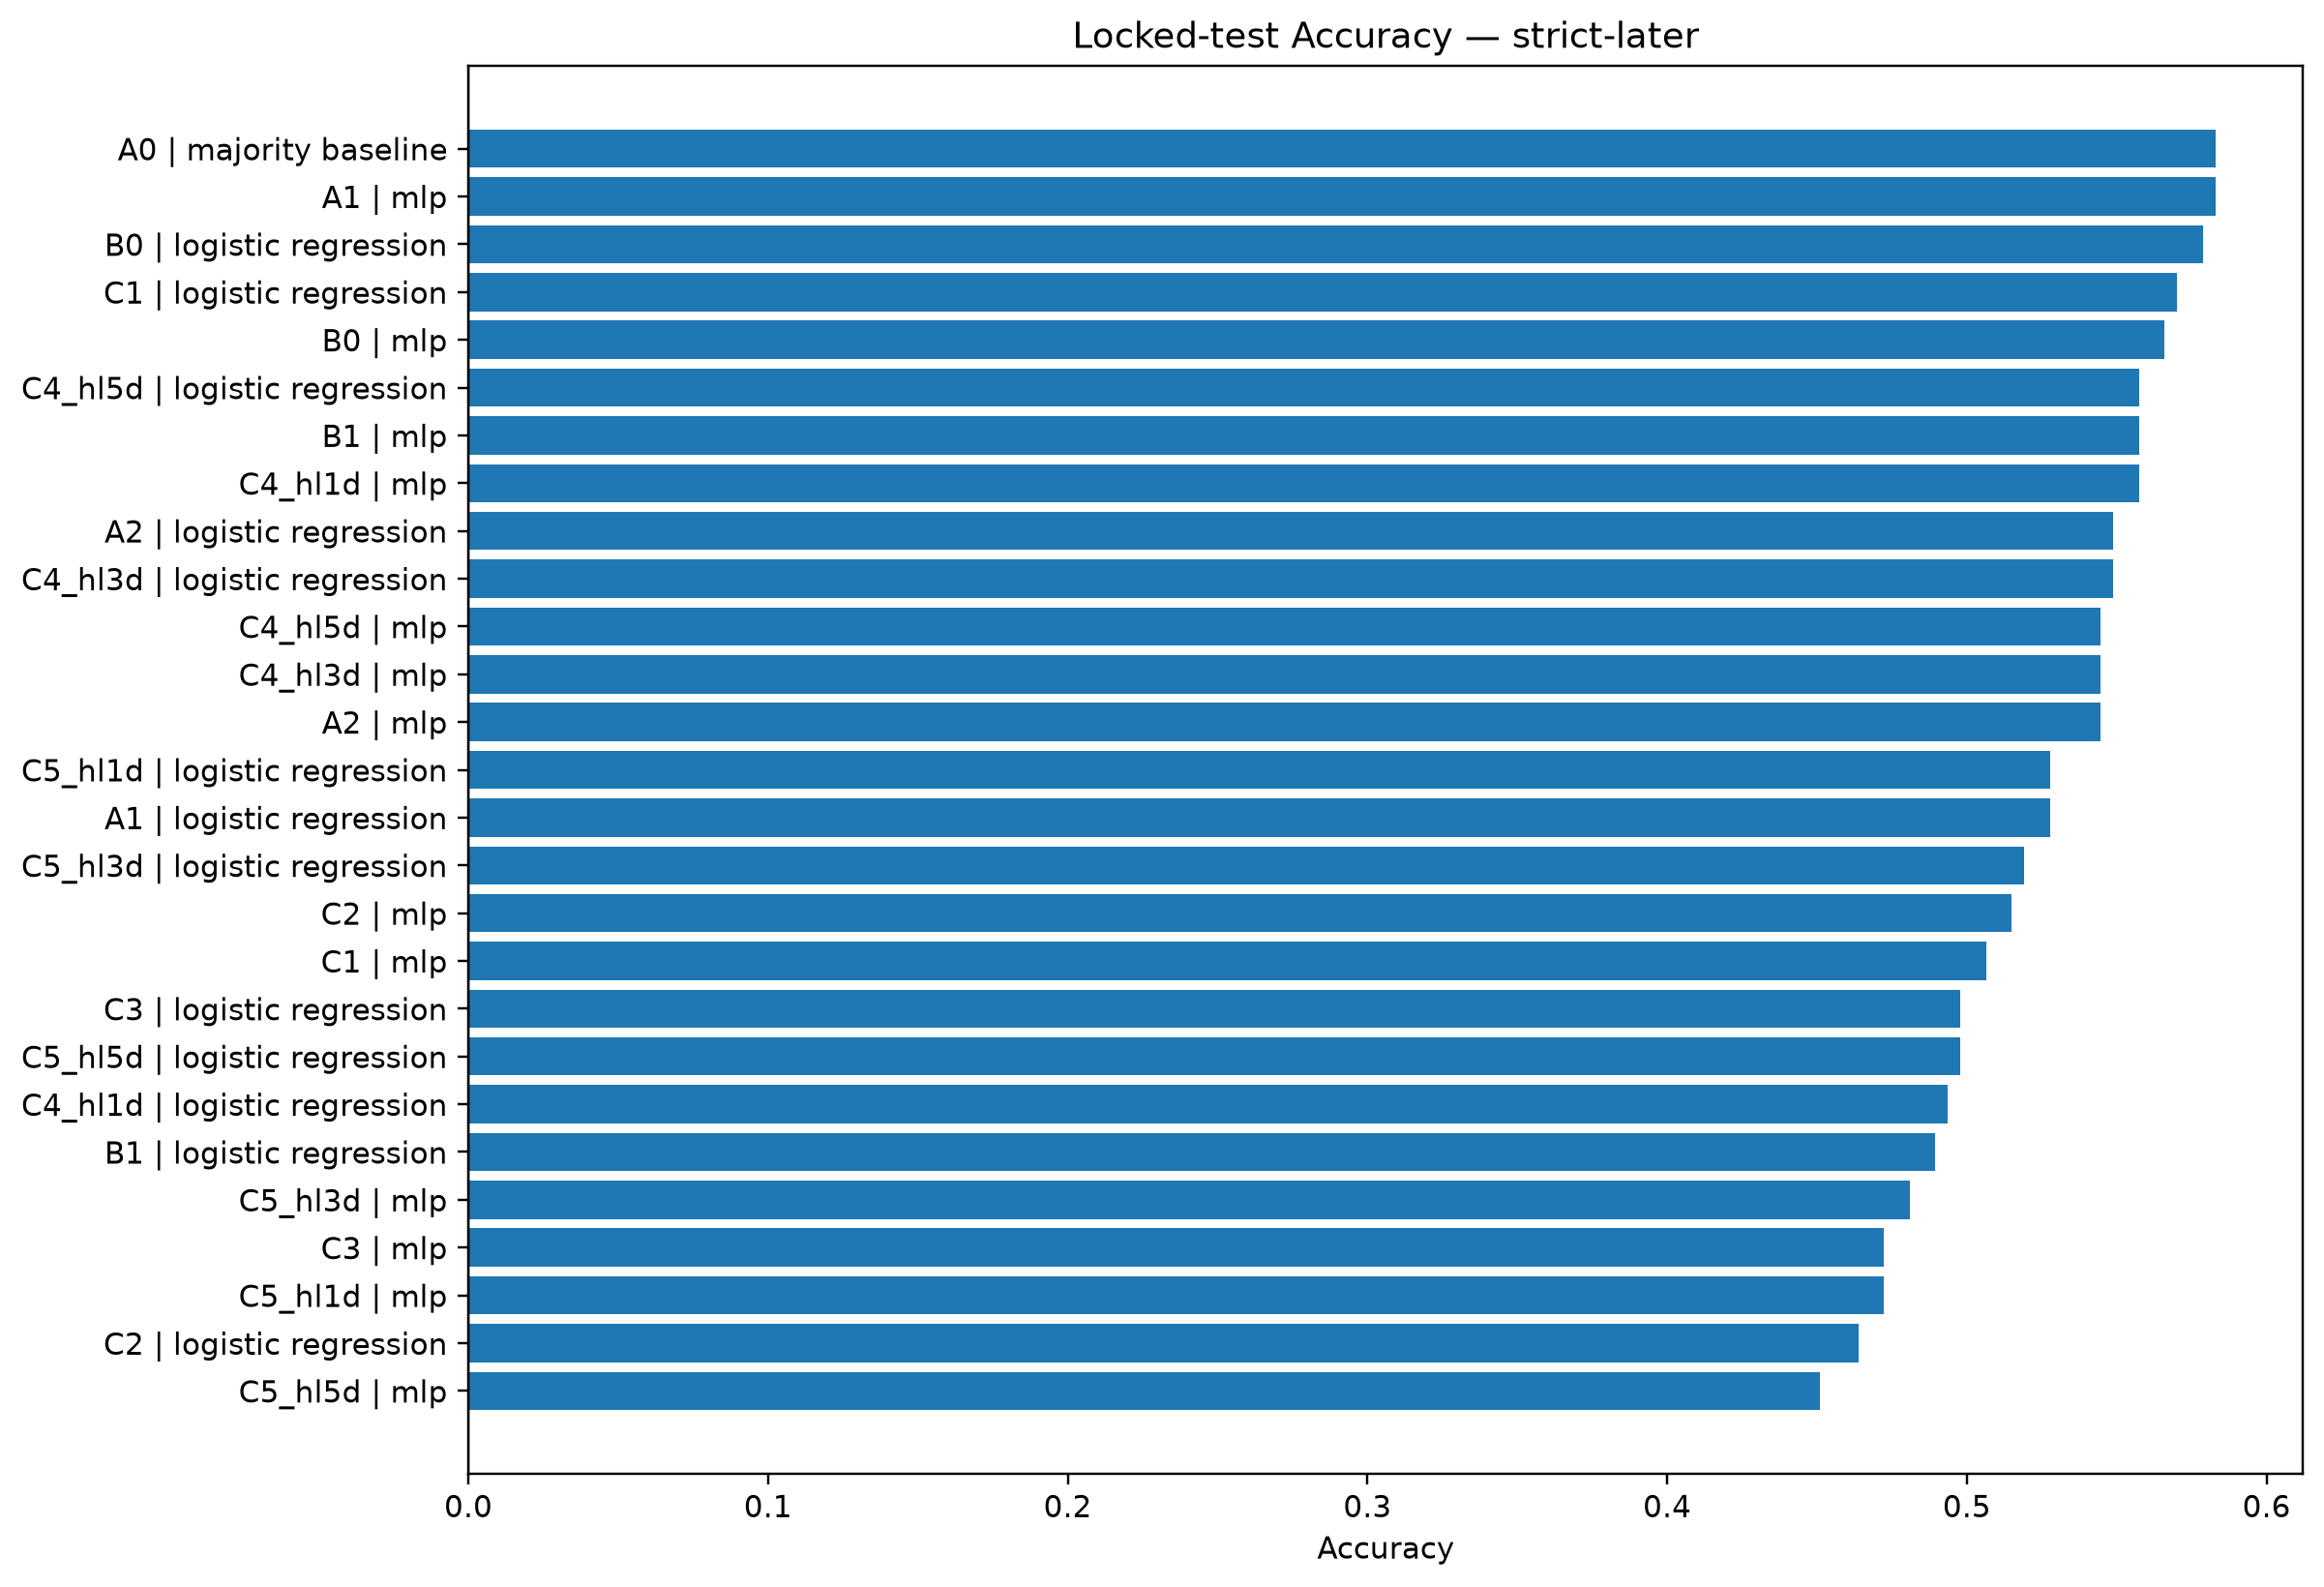 Locked-test Accuracy — strict-later
A0 | majority baseline
A1 | mlp
B0 | logistic regression
C1 | logistic regression
B0 | mlp
C4_hl5d | logistic regression
B1 | mlp
C4_hl1d | mlp
A2 | logistic regression
C4_hl3d | logistic regression
C4_hl5d | mlp
C4_hl3d | mlp
A2 | mlp
C5_hl1d | logistic regression
A1 | logistic regression
C5_hl3d | logistic regression
C2 | mlp
C1 | mlp
C3 | logistic regression
C5_hl5d | logistic regression
C4_hl1d | logistic regression
B1 | logistic regression
C5_hl3d | mlp
C3 | mlp
C5_hl1d | mlp
C2 | logistic regression
C5_hl5d | mlp
0.0 0.1 0.2 0.3 0.4 0.5 0.6
Accuracy